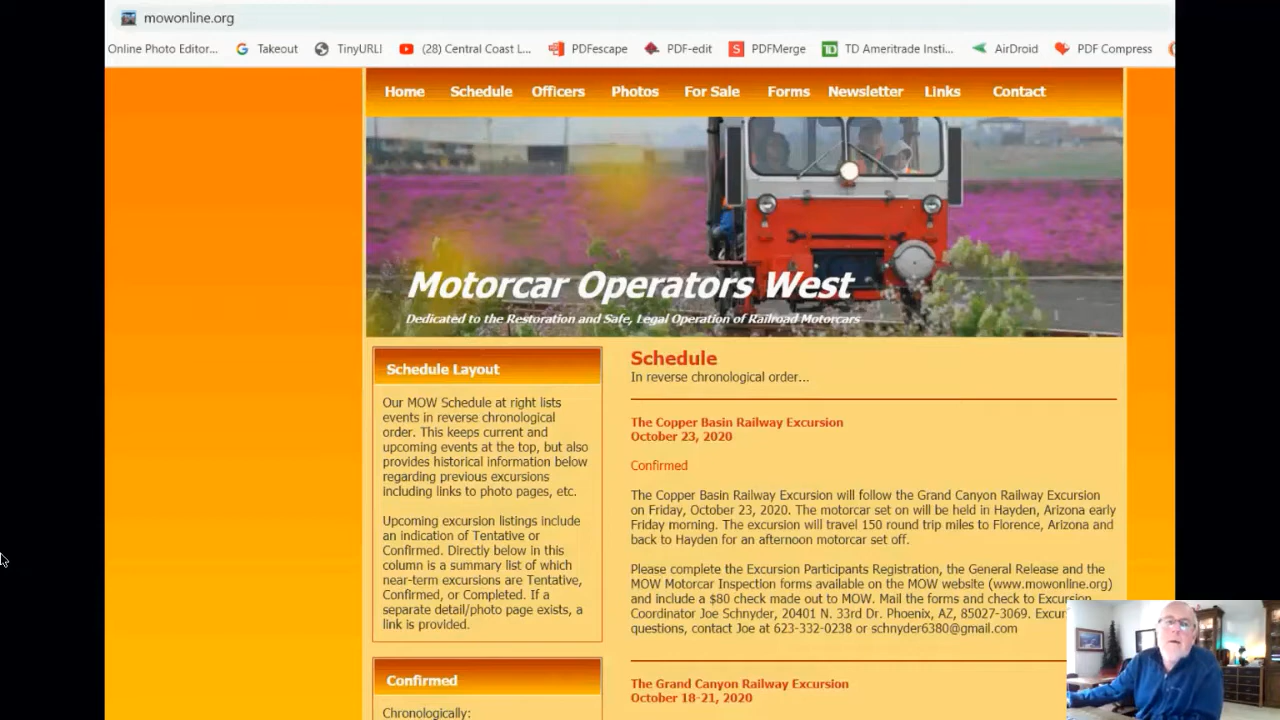 mowonline.org
Online Photo Editor... Takeout TinyURL! (28) Central Coast L... PDFescape PDF-edit PDFMerge TD Ameritrade Insti... AirDroid PDF Compress
Home Schedule Officers Photos For Sale Forms Newsletter Links Contact
Motorcar Operators West
Dedicated to the Restoration and Safe, Legal Operation of Railroad Motorcars
Schedule Layout
Our MOW Schedule at right lists
events in reverse chronological
order. This keeps current and
upcoming events at the top, but also
provides historical information below
regarding previous excursions
including links to photo pages, etc.
Upcoming excursion listings include
an indication of Tentative or
Confirmed. Directly below in this
column is a summary list of which
near-term excursions are Tentative,
Confirmed, or Completed. If a
separate detail/photo page exists, a
link is provided.
Confirmed
Chronologically:
Schedule
In reverse chronological order...
The Copper Basin Railway Excursion
October 23, 2020
Confirmed
The Copper Basin Railway Excursion will follow the Grand Canyon Railway Excursion
on Friday, October 23, 2020. The motorcar set on will be held in Hayden, Arizona early
Friday morning. The excursion will travel 150 round trip miles to Florence, Arizona and
back to Hayden for an afternoon motorcar set off.
Please complete the Excursion Participants Registration, the General Release and the
MOW Motorcar Inspection forms available on the MOW website (www.mowonline.org)
and include a $80 check made out to MOW. Mail the forms and check to Excursion
Coordinator Joe Schnyder, 20401 N. 33rd Dr. Phoenix, AZ, 85027-3069. Excur
questions, contact Joe at 623-332-0238 or schnyder6380@gmail.com
The Grand Canyon Railway Excursion
October 18-21, 2020